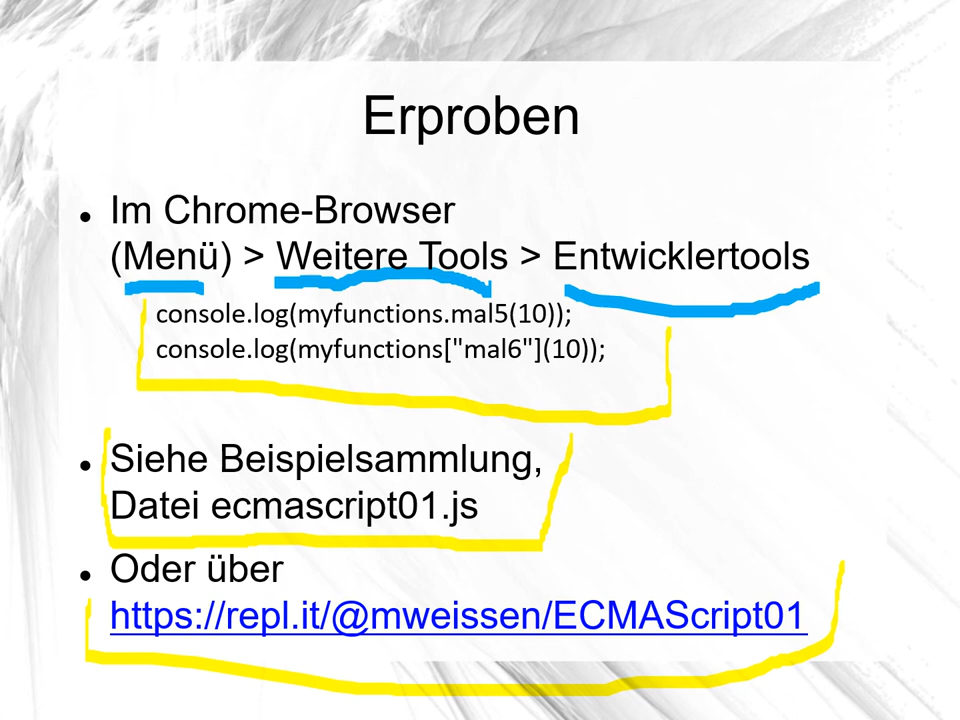 Erproben
● Im Chrome-Browser
(Menü) > Weitere Tools > Entwicklertools
console.log(myfunctions.mal5(10));
console.log(myfunctions["mal6"](10));
● Siehe Beispielsammlung,
Datei ecmascript01.js
● Oder über
https://repl.it/@mweissen/ECMAScript01